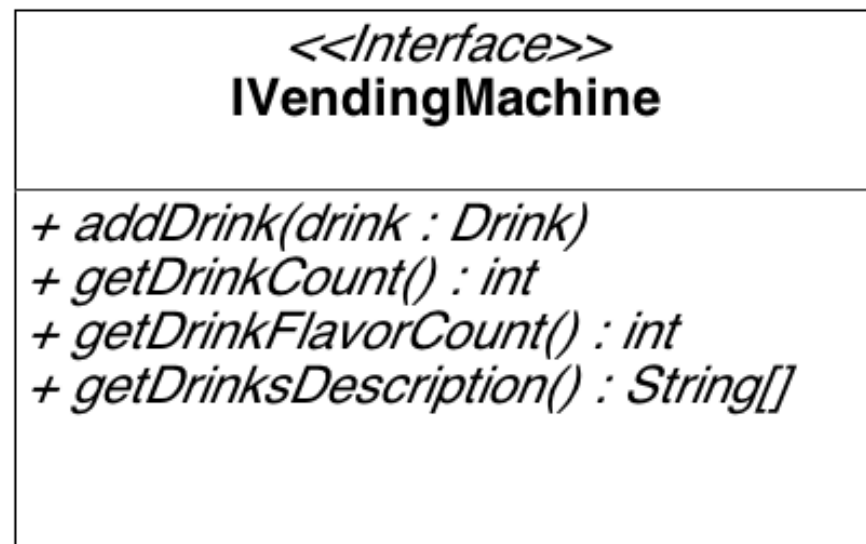 <<Interface>>
IVendingMachine
+ addDrink(drink : Drink)
+ getDrinkCount() : int
+ getDrinkFlavorCount() : int
+ getDrinksDescription() : String[]